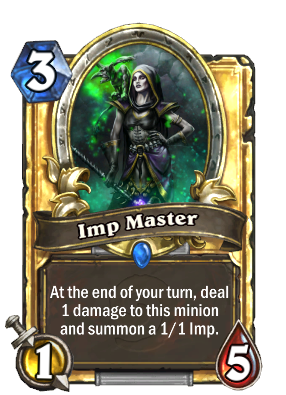 3
Imp Master
At the end of your turn, deal
1 damage to this minion
and summon a 1/1 Imp.
1
5